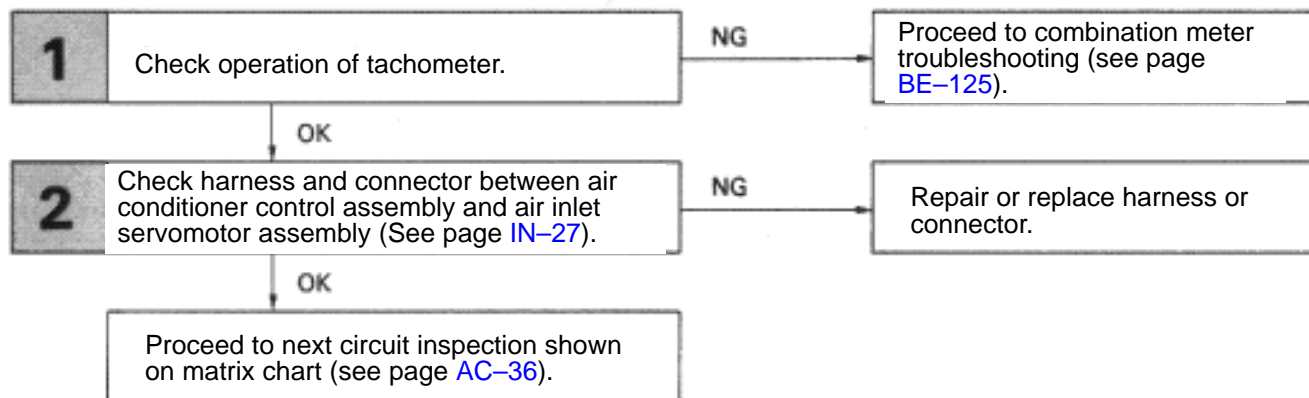 1
Check operation of tachometer.
NG
Proceed to combination meter
troubleshooting (see page
BE–125).
OK
2
Check harness and connector between air
conditioner control assembly and air inlet
servomotor assembly (See page IN–27).
NG
Repair or replace harness or
connector.
OK
Proceed to next circuit inspection shown
on matrix chart (see page AC–36).